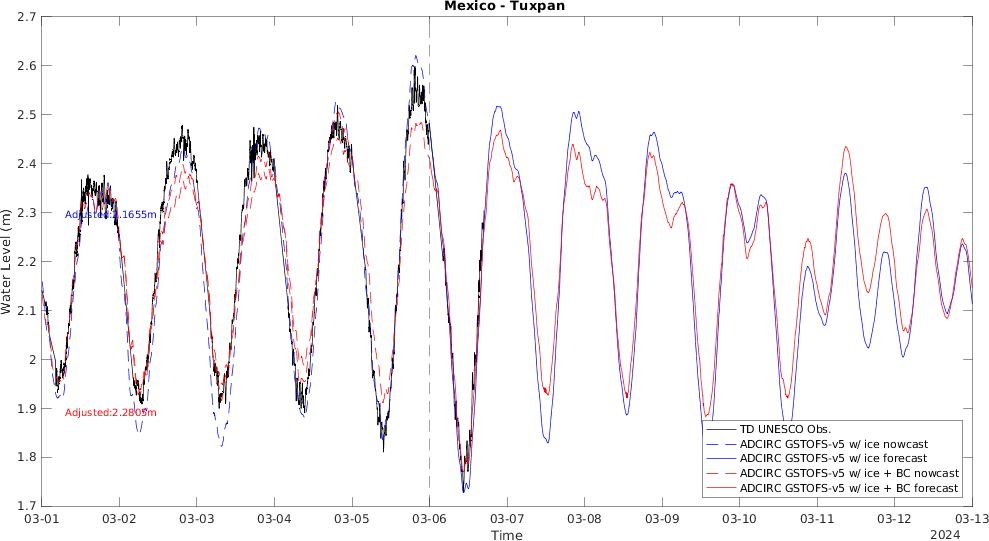 Mexico - Tuxpan
Water Level (m)
2.7
2.6
2.5
2.4
2.3
2.2
2.1
2
1.9
1.8
1.7
Adjusted:2.1655m
Adjusted:2.2805m
TD UNESCO Obs.
ADCIRC GSTOFS-v5 w/ ice nowcast
ADCIRC GSTOFS-v5 w/ ice forecast
ADCIRC GSTOFS-v5 w/ ice + BC nowcast
ADCIRC GSTOFS-v5 w/ ice + BC forecast
03-01 03-02 03-03 03-04 03-05 03-06 03-07 03-08 03-09 03-10 03-11 03-12 03-13
Time
2024